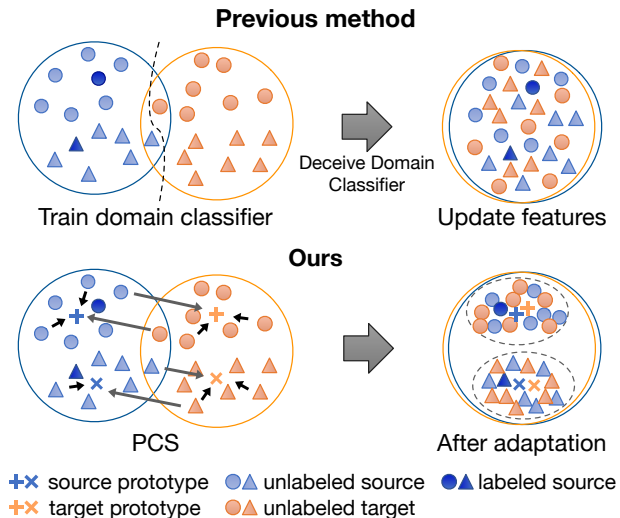 Previous method
Deceive Domain
Classifier
Train domain classifier
Update features
Ours
PCS
After adaptation
source prototype
unlabeled source
labeled source
target prototype
unlabeled target